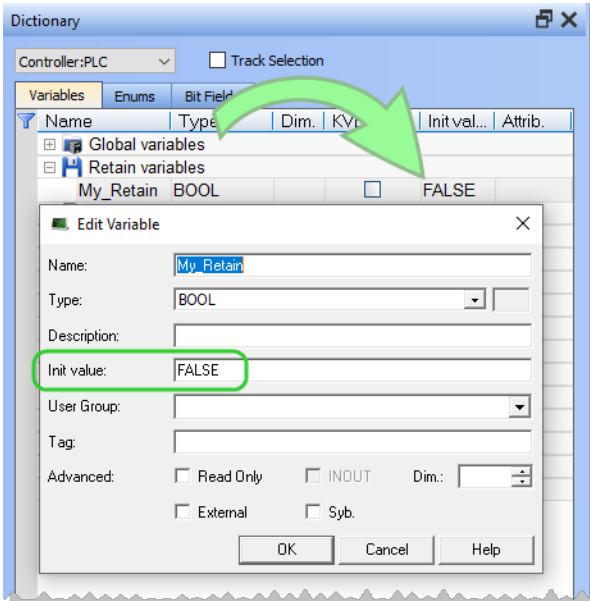 Dictionary
Controller:PLC Track Selection
Variables Enums Bit Field
Name Type Dim. Init val... Attrib.
Global variables
Retain variables
My_Retain BOOL FALSE
Edit Variable
Name: My_Retain
Type: BOOL
Description:
Init value: FALSE
User Group:
Tag:
Advanced: Read Only INOUT Dim.:
External Syb.
OK Cancel Help